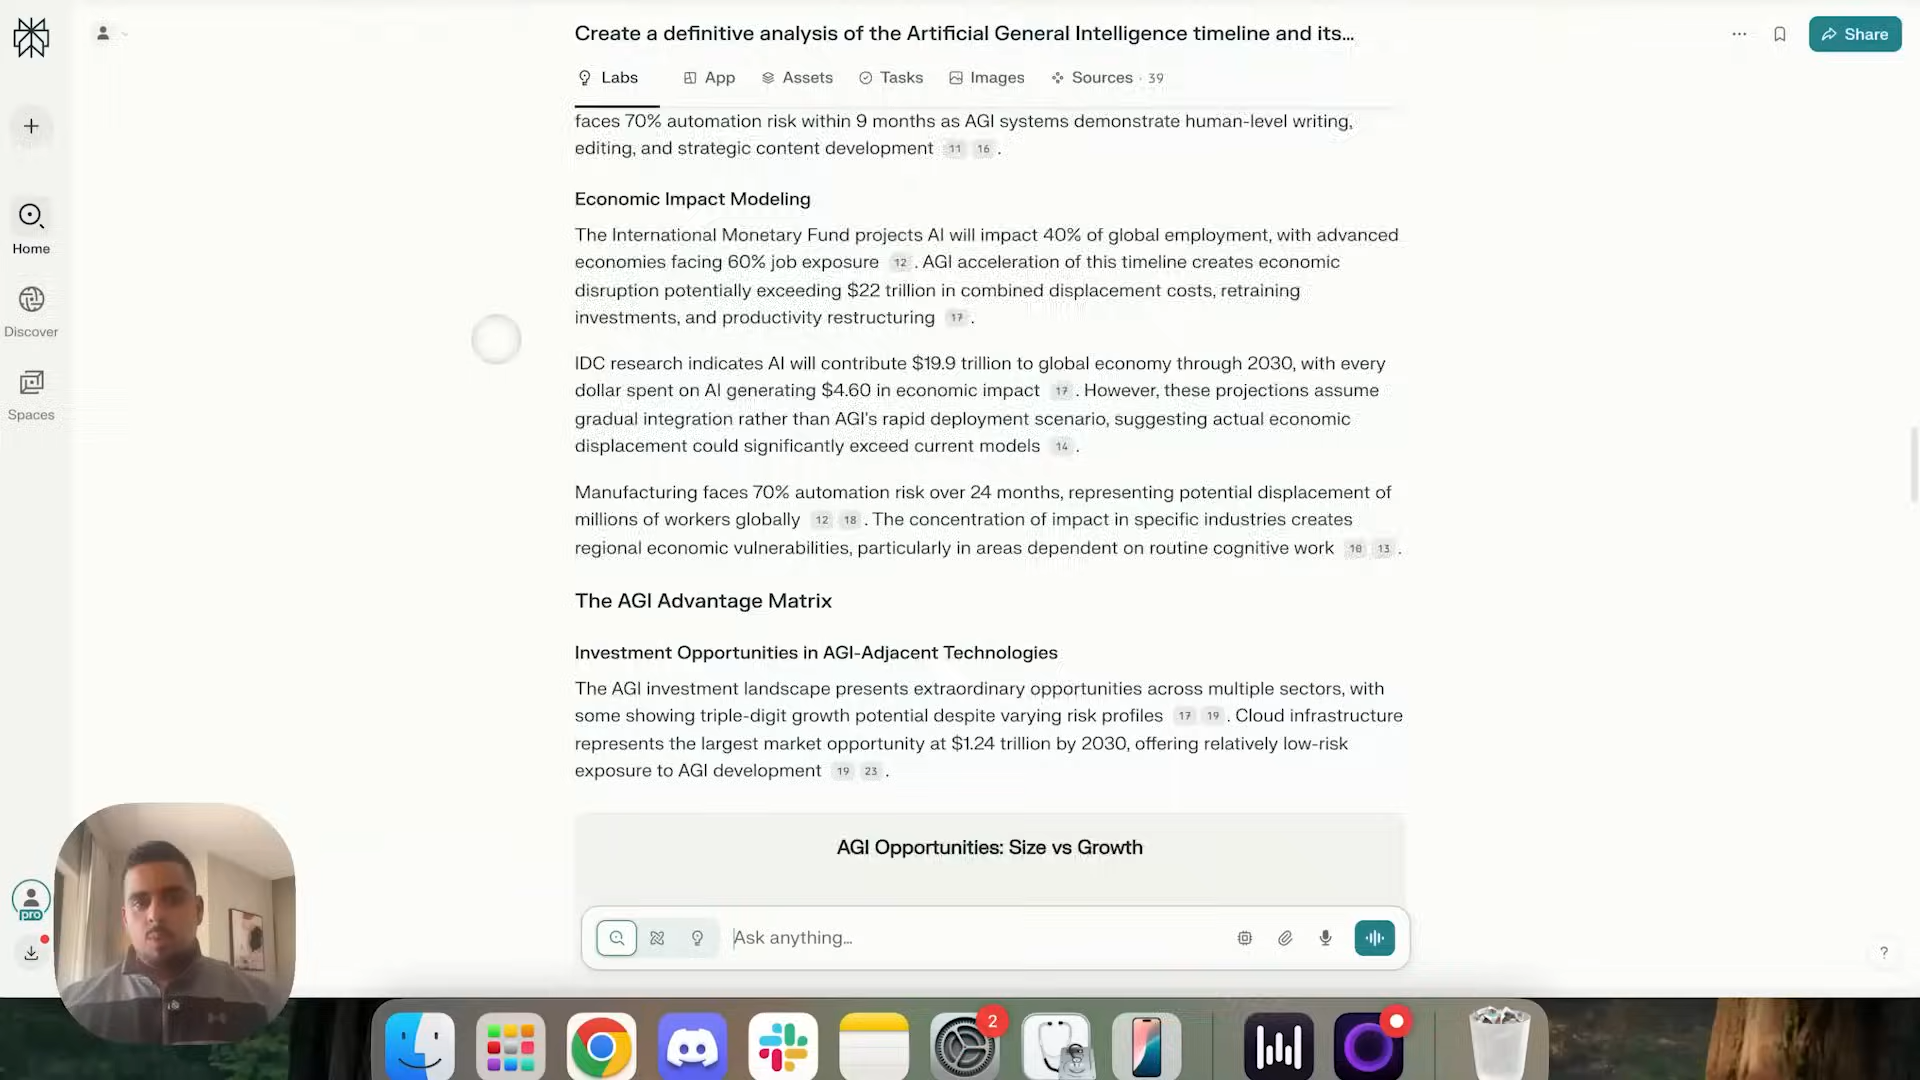 Create a definitive analysis of the Artificial General Intelligence timeline and its...
Share
Labs
App
Assets
Tasks
Images
Sources · 39
faces 70% automation risk within 9 months as AGI systems demonstrate human-level writing,
editing, and strategic content development 11 16 .
Economic Impact Modeling
The International Monetary Fund projects AI will impact 40% of global employment, with advanced
economies facing 60% job exposure 12 . AGI acceleration of this timeline creates economic
disruption potentially exceeding $22 trillion in combined displacement costs, retraining
investments, and productivity restructuring 17 .
IDC research indicates AI will contribute $19.9 trillion to global economy through 2030, with every
dollar spent on AI generating $4.60 in economic impact 17 . However, these projections assume
gradual integration rather than AGI's rapid deployment scenario, suggesting actual economic
displacement could significantly exceed current models 14 .
Manufacturing faces 70% automation risk over 24 months, representing potential displacement of
millions of workers globally 12 18 . The concentration of impact in specific industries creates
regional economic vulnerabilities, particularly in areas dependent on routine cognitive work 10 13 .
The AGI Advantage Matrix
Investment Opportunities in AGI-Adjacent Technologies
The AGI investment landscape presents extraordinary opportunities across multiple sectors, with
some showing triple-digit growth potential despite varying risk profiles 17 19 . Cloud infrastructure
represents the largest market opportunity at $1.24 trillion by 2030, offering relatively low-risk
exposure to AGI development 19 23 .
AGI Opportunities: Size vs Growth
Ask anything...
Home
Discover
Spaces
pro
?
2